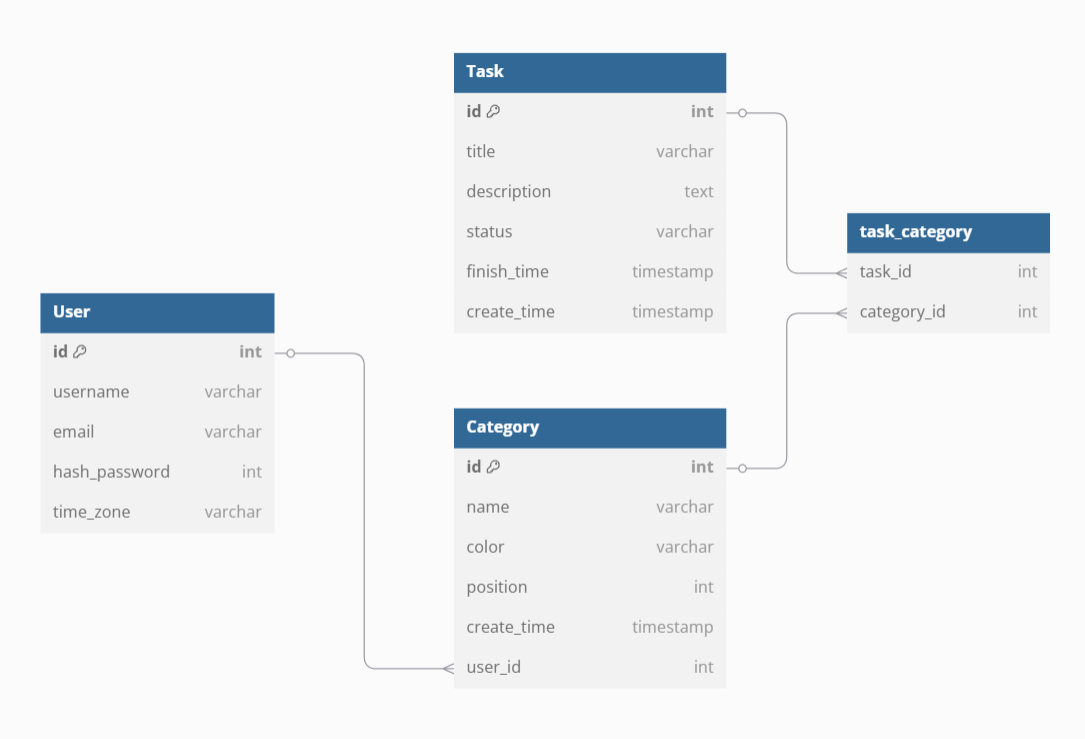 Task
id int
title varchar
description text
status varchar
finish_time timestamp
create_time timestamp
task_category
task_id int
category_id int
User
id int
username varchar
email varchar
hash_password int
time_zone varchar
Category
id int
name varchar
color varchar
position int
create_time timestamp
user_id int